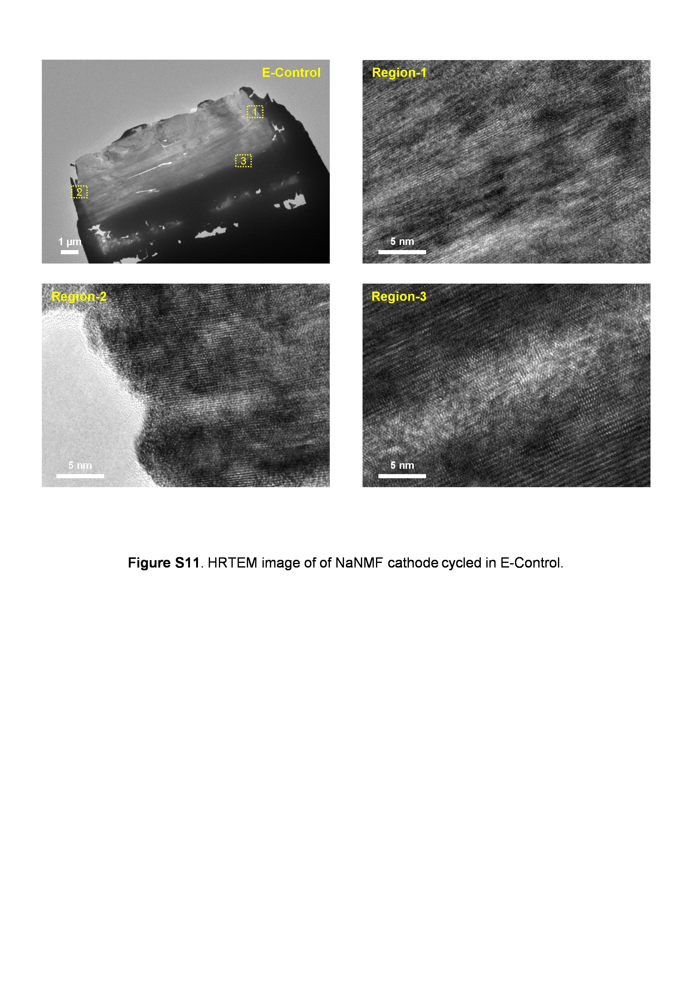 E-Control
1
3
2
1 µm
Region-1
5 nm
Region-2
5 nm
Region-3
5 nm
Figure S11. HRTEM image of of NaNMF cathode cycled in E-Control.